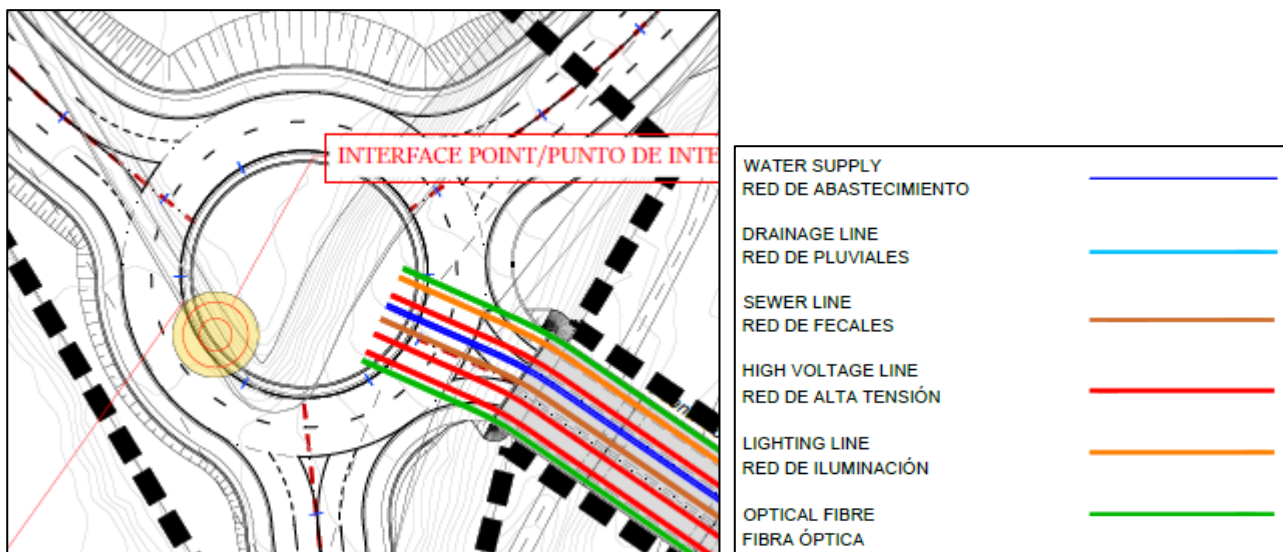 INTERFACE POINT/PUNTO DE INTE
WATER SUPPLY
RED DE ABASTECIMIENTO
DRAINAGE LINE
RED DE PLUVIALES
SEWER LINE
RED DE FECALES
HIGH VOLTAGE LINE
RED DE ALTA TENSIÓN
LIGHTING LINE
RED DE ILUMINACIÓN
OPTICAL FIBRE
FIBRA ÓPTICA